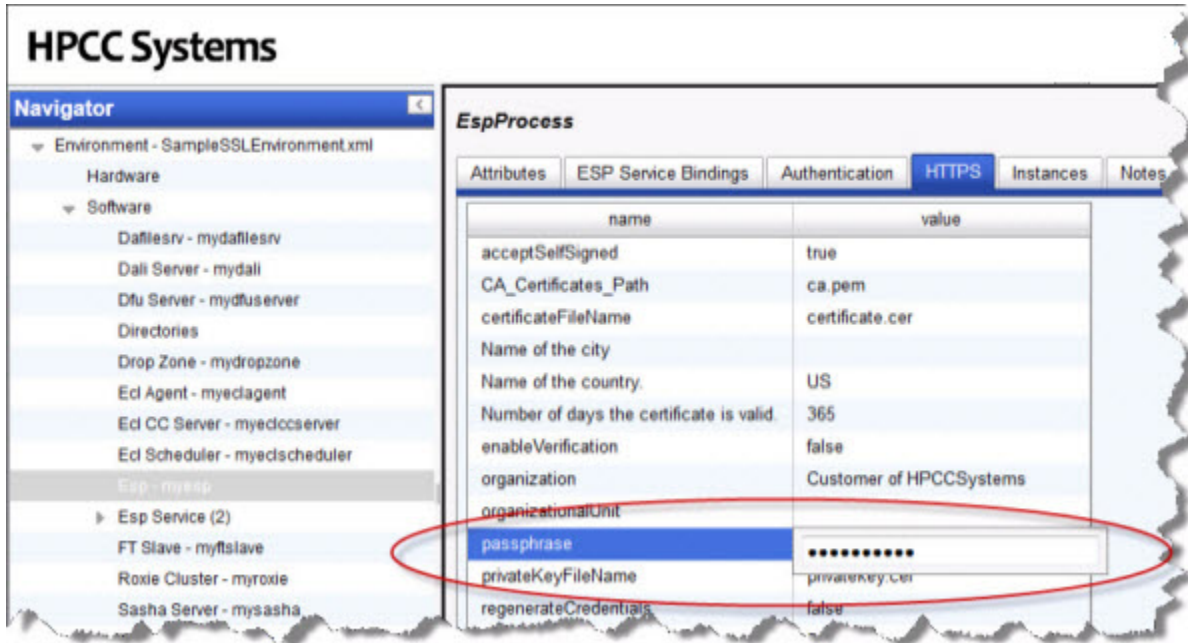 HPCC Systems
Navigator
Environment - SampleSSLEnvironment.xml
Hardware
Software
Dafilesrv - mydafilesrv
Dali Server - mydali
Dfu Server - mydfuserver
Directories
Drop Zone - mydropzone
Ecl Agent - myeclagent
Ecl CC Server - myeclccserver
Ecl Scheduler - myeclscheduler
Esp - myesp
Esp Service (2)
FT Slave - myftslave
Roxie Cluster - myroxie
Sasha Server - mysasha
EspProcess
Attributes ESP Service Bindings Authentication HTTPS Instances Notes
name value
acceptSelfSigned true
CA_Certificates_Path ca.pem
certificateFileName certificate.cer
Name of the city
Name of the country. US
Number of days the certificate is valid. 365
enableVerification false
organization Customer of HPCCSystems
organizationalUnit
passphrase ••••••••••
privateKeyFileName privatekey.cer
regenerateCredentials false